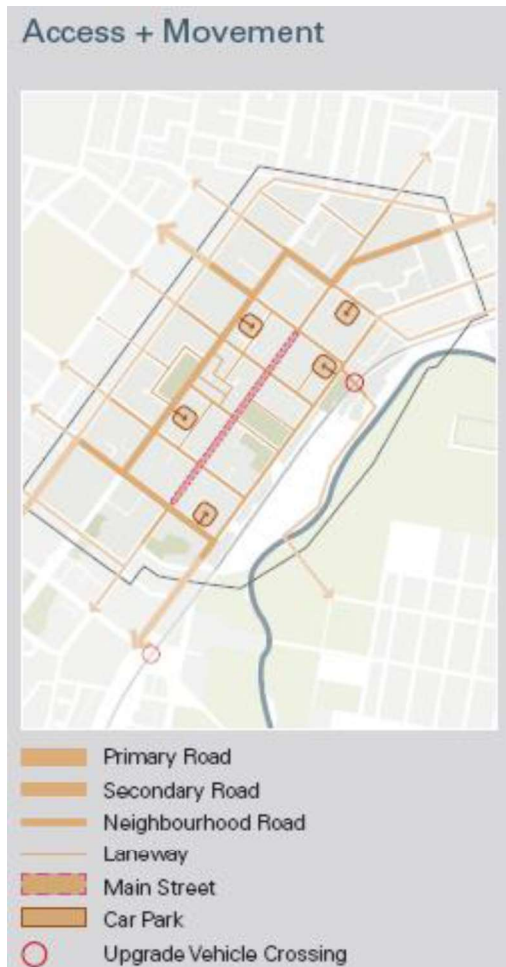 Access + Movement
Primary Road
Secondary Road
Neighbourhood Road
Laneway
Main Street
Car Park
Upgrade Vehicle Crossing